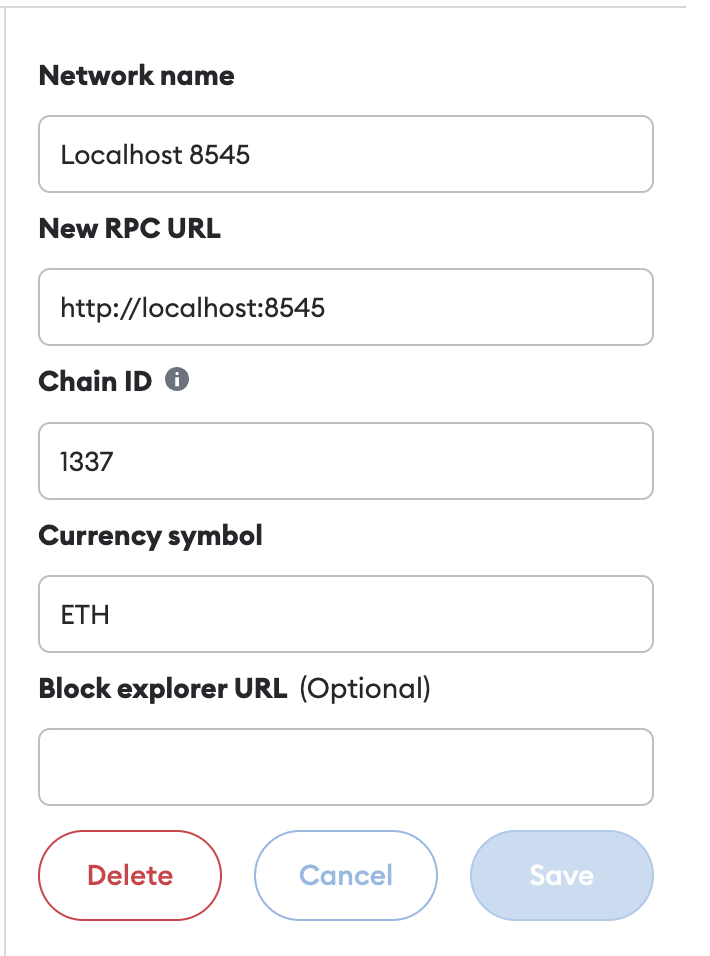 Network name
Localhost 8545
New RPC URL
http://localhost:8545
Chain ID
1337
Currency symbol
ETH
Block explorer URL (Optional)
Delete Cancel Save